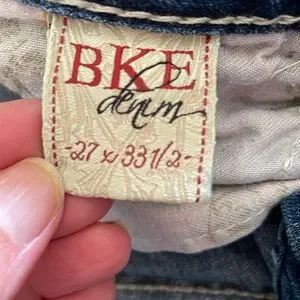 BKE
denim
-27 x 33 1/2-